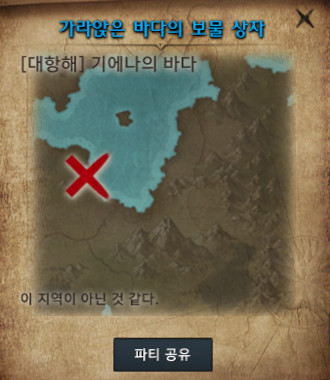 가라앉은 바다의 보물 상자
[대항해] 기에나의 바다
이 지역이 아닌 것 같다.
파티 공유